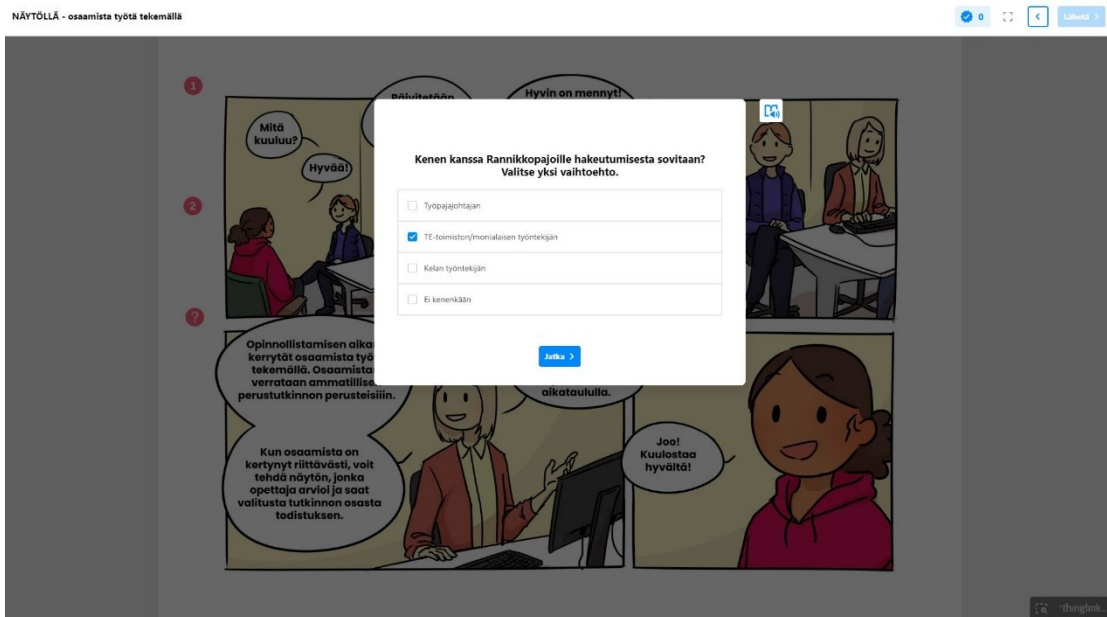 NÄYTÖLLÄ - osaamista työtä tekemällä
0
Lähetä
1
Mitä
kuuluu?
Hyvää!
Päivitetään
Hyvin on mennyt!
2
?
Kenen kanssa Rannikkopajoille hakeutumisesta sovitaan?
Valitse yksi vaihtoehto.
Työpajajohtajan
TE-toimiston/monialaisen työntekijän
Kelan työntekijän
Ei kenenkään
Jatka
Opinnollistamisen aika
kerrytät osaamista työ
tekemällä. Osaamista
verrataan ammatillise
perustutkinnon perusteisiiin.
Kun osaamista on
kertynyt riittävästi, voit
tehdä näytön, jonka
opettaja arvioi ja saat
valitusta tutkinnon osasta
todistuksen.
aikataululla.
Joo!
Kuulostaa
hyvältä!
thinglink..